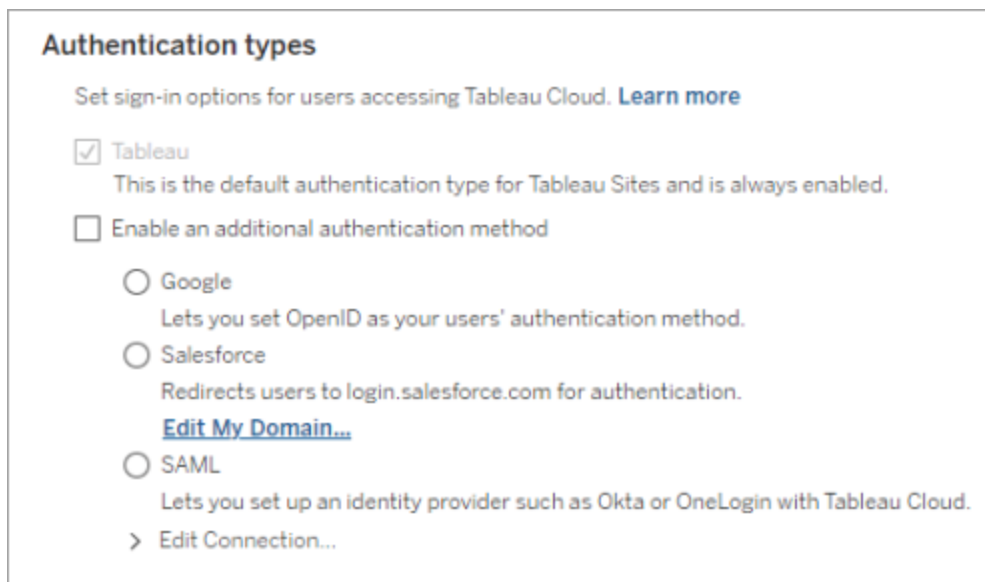 Authentication types
Set sign-in options for users accessing Tableau Cloud. Learn more
Tableau
This is the default authentication type for Tableau Sites and is always enabled.
Enable an additional authentication method
Google
Lets you set OpenID as your users' authentication method.
Salesforce
Redirects users to login.salesforce.com for authentication.
Edit My Domain...
SAML
Lets you set up an identity provider such as Okta or OneLogin with Tableau Cloud.
Edit Connection...